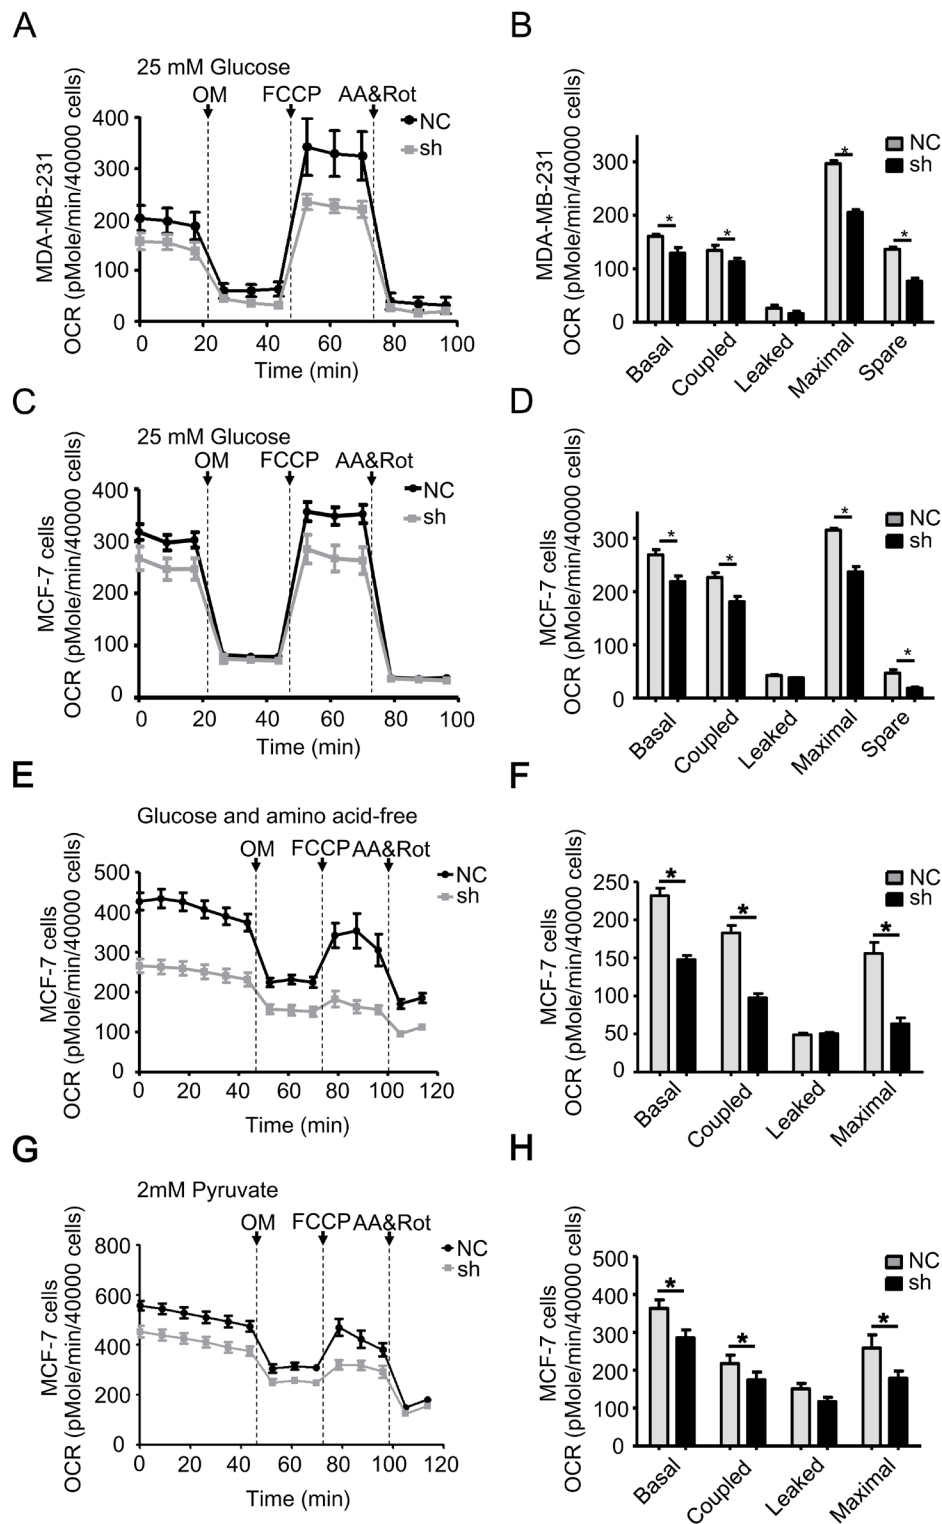 A
25 mM Glucose
OM FCCP AA&Rot
NC
sh
MDA-MB-231
OCR (pMole/min/40000 cells)
400
300
200
100
0
0 20 40 60 80 100
Time (min)
B
NC
sh
MDA-MB-231
OCR (pMole/min/40000 cells)
300
200
100
0
* * * *
Basal Coupled Leaked Maximal Spare
C
25 mM Glucose
OM FCCP AA&Rot
NC
sh
MCF-7 cells
OCR (pMole/min/40000 cells)
400
300
200
100
0
0 20 40 60 80 100
Time (min)
D
NC
sh
MCF-7 cells
OCR (pMole/min/40000 cells)
300
200
100
0
* * * *
Basal Coupled Leaked Maximal Spare
E
Glucose and amino acid-free
OM FCCP AA&Rot
NC
sh
MCF-7 cells
OCR (pMole/min/40000 cells)
500
400
300
200
100
0
0 20 40 60 80 100 120
Time (min)
F
NC
sh
MCF-7 cells
OCR (pMole/min/40000 cells)
250
200
150
100
50
0
* * *
Basal Coupled Leaked Maximal
G
2mM Pyruvate
OM FCCP AA&Rot
NC
sh
MCF-7 cells
OCR (pMole/min/40000 cells)
800
600
400
200
0
0 20 40 60 80 100 120
Time (min)
H
NC
sh
MCF-7 cells
OCR (pMole/min/40000 cells)
500
400
300
200
100
0
* * *
Basal Coupled Leaked Maximal